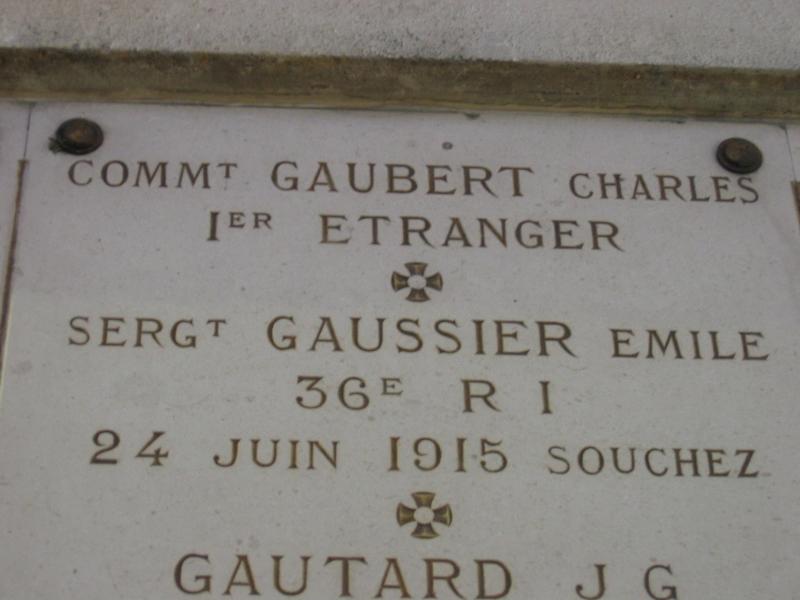 COMMT GAUBERT CHARLES
IER ETRANGER
SERGT GAUSSIER EMILE
36E R I
24 JUIN 1915 SOUCHEZ
GAUTARD J G